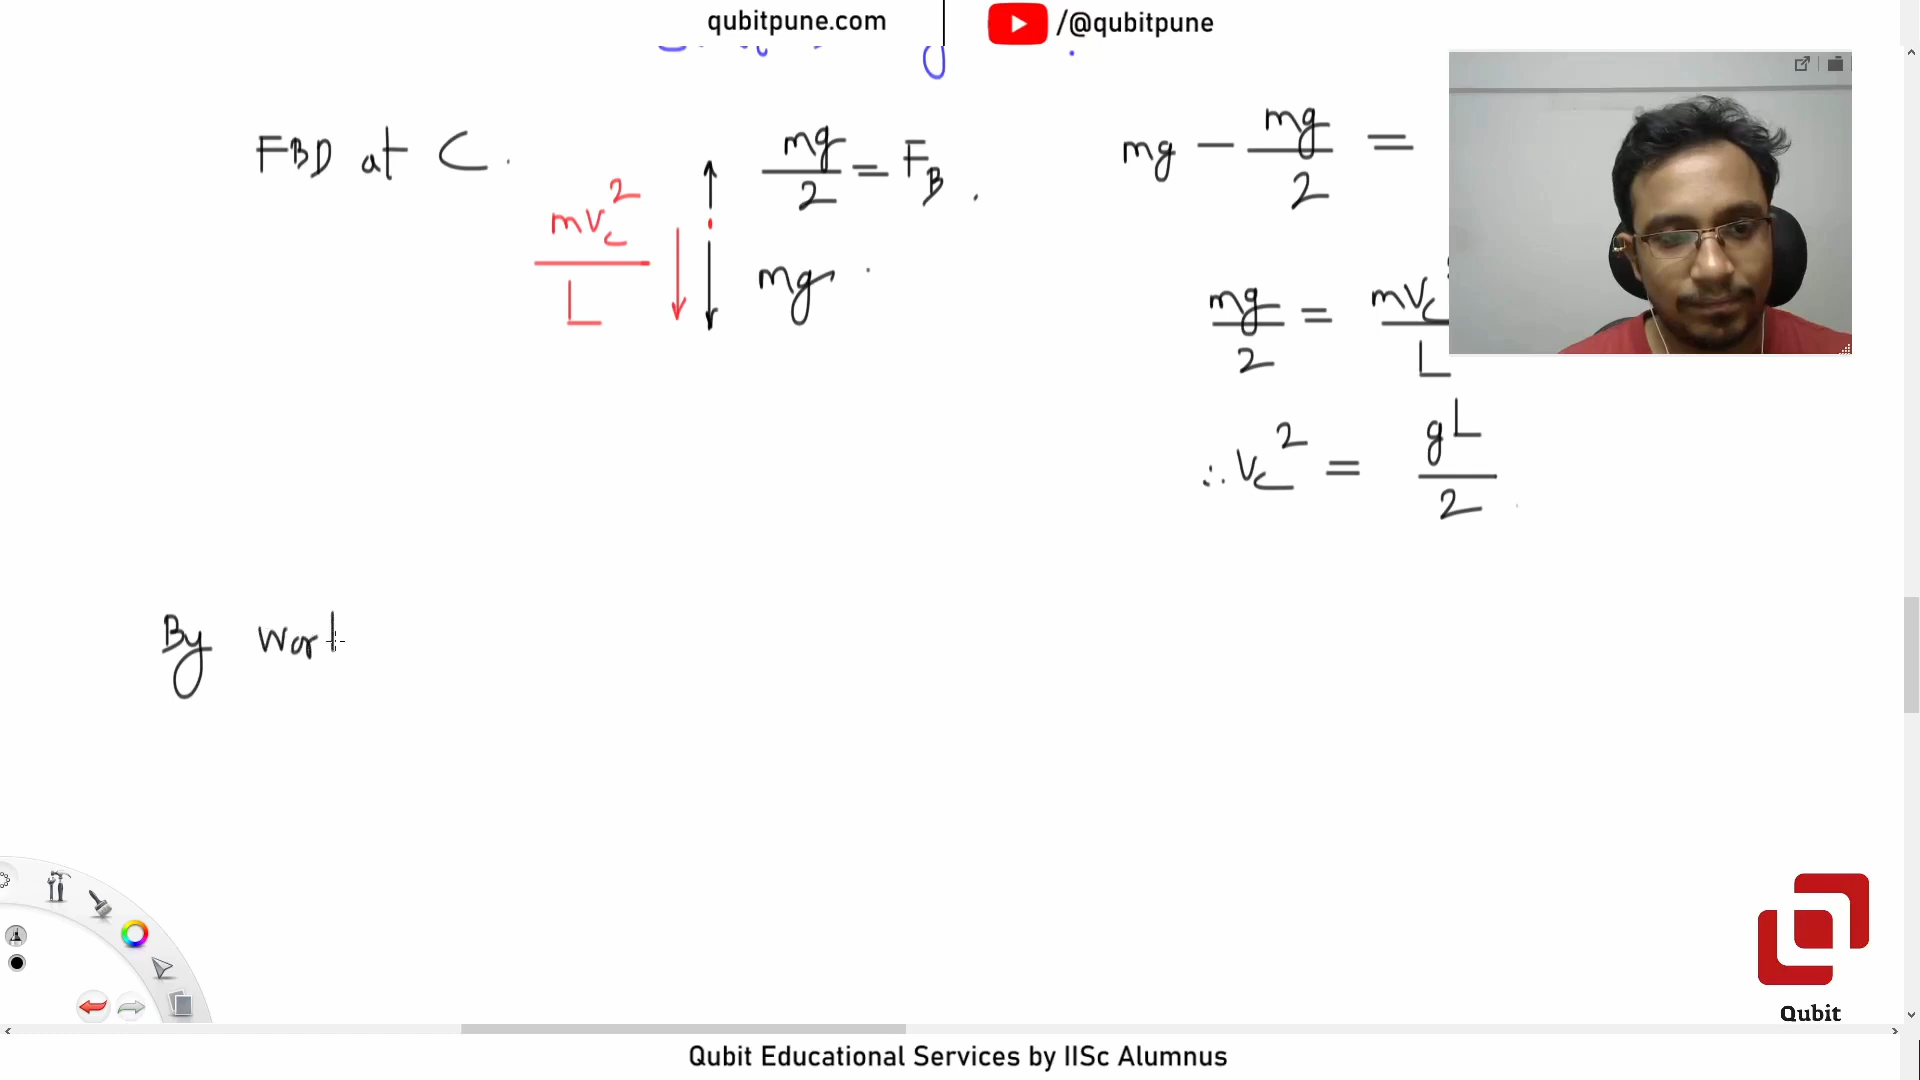 qubitpune.com | /@qubitpune
FBD at C.
mg/2 = F_B.
mg - mg/2 =
mv_c^2/L
mg
mg/2 = mv_c/L
∴ v_c^2 = gL/2
By Wor
Qubit
Qubit Educational Services by IISc Alumnus